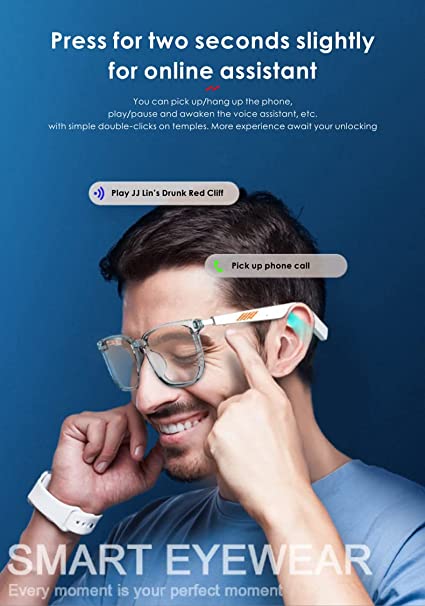 Press for two seconds slightly
for online assistant
You can pick up/hang up the phone,
play/pause and awaken the voice assistant, etc.
with simple double-clicks on temples. More experience await your unlocking
Play JJ Lin's Drunk Red Cliff
Pick up phone call
SMART EYEWEAR
Every moment is your perfect moment